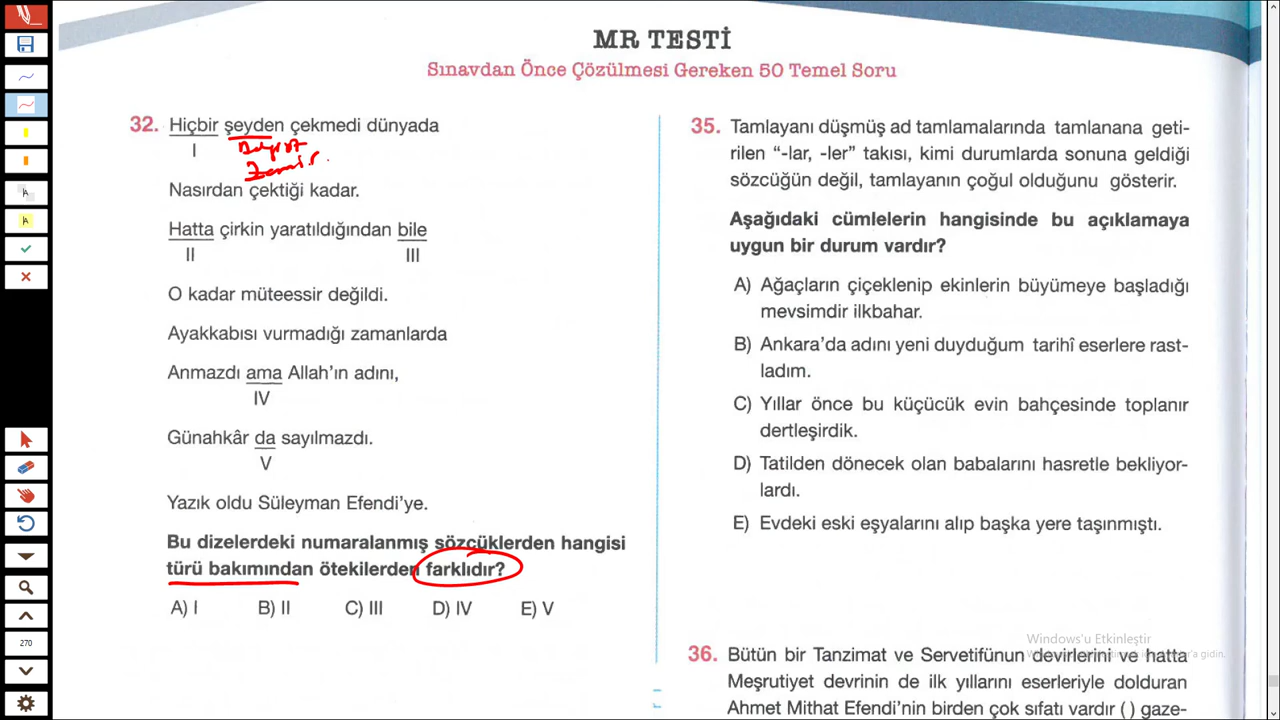 MR TESTİ
Sınavdan Önce Çözülmesi Gereken 50 Temel Soru
32. Hiçbir şeyden çekmedi dünyada
I
Belgisiz
Zamir
Nasırdan çektiği kadar.
Hatta çirkin yaratıldığından bile
II III
O kadar müteessir değildi.
Ayakkabısı vurmadığı zamanlarda
Anmazdı ama Allah'ın adını,
IV
Günahkâr da sayılmazdı.
V
Yazık oldu Süleyman Efendi'ye.
Bu dizelerdeki numaralanmış sözcüklerden hangisi
türü bakımından ötekilerden farklıdır?
A) I B) II C) III D) IV E) V
35. Tamlayanı düşmüş ad tamlamalarında tamlanana geti-
rilen "-lar, -ler" takısı, kimi durumlarda sonuna geldiği
sözcüğün değil, tamlayanın çoğul olduğunu gösterir.
Aşağıdaki cümlelerin hangisinde bu açıklamaya
uygun bir durum vardır?
A) Ağaçların çiçeklenip ekinlerin büyümeye başladığı
mevsimdir ilkbahar.
B) Ankara'da adını yeni duyduğum tarihî eserlere rast-
ladım.
C) Yıllar önce bu küçücük evin bahçesinde toplanır
dertleşirdik.
D) Tatilden dönecek olan babalarını hasretle bekliyor-
lardı.
E) Evdeki eski eşyalarını alıp başka yere taşınmıştı.
36. Bütün bir Tanzimat ve Servetifünun devirlerini ve hatta
Meşrutiyet devrinin de ilk yıllarını eserleriyle dolduran
Ahmet Mithat Efendi'nin birden çok sıfatı vardır ( ) gaze-
Windows'u Etkinleştir
270